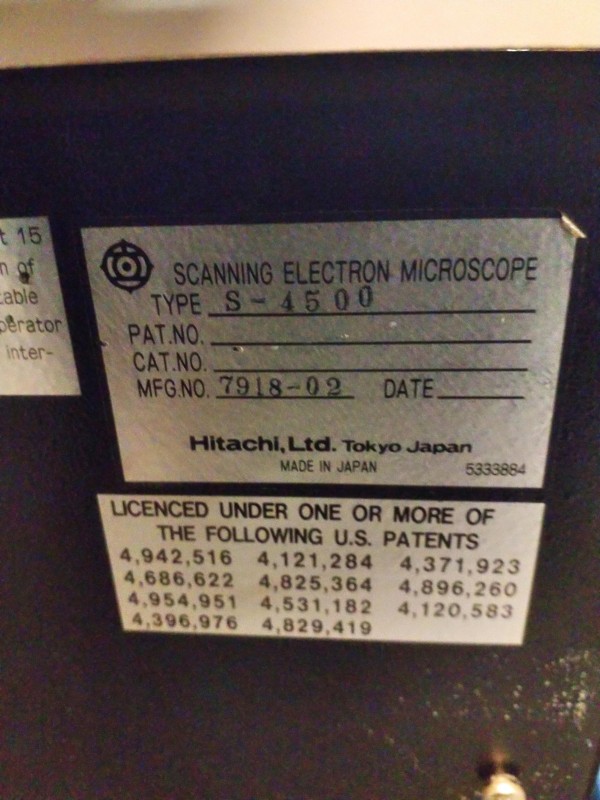 t 15
n of
table
perator
inter-
SCANNING ELECTRON MICROSCOPE
TYPE S-4500
PAT.NO.
CAT.NO.
MFG.NO. 7918-02 DATE
Hitachi, Ltd. Tokyo Japan
MADE IN JAPAN 5333884
LICENCED UNDER ONE OR MORE OF
THE FOLLOWING U.S. PATENTS
4,942,516 4,121,284 4,371,923
4,686,622 4,825,364 4,896,260
4,954,951 4,531,182 4,120,583
4,396,976 4,829,419